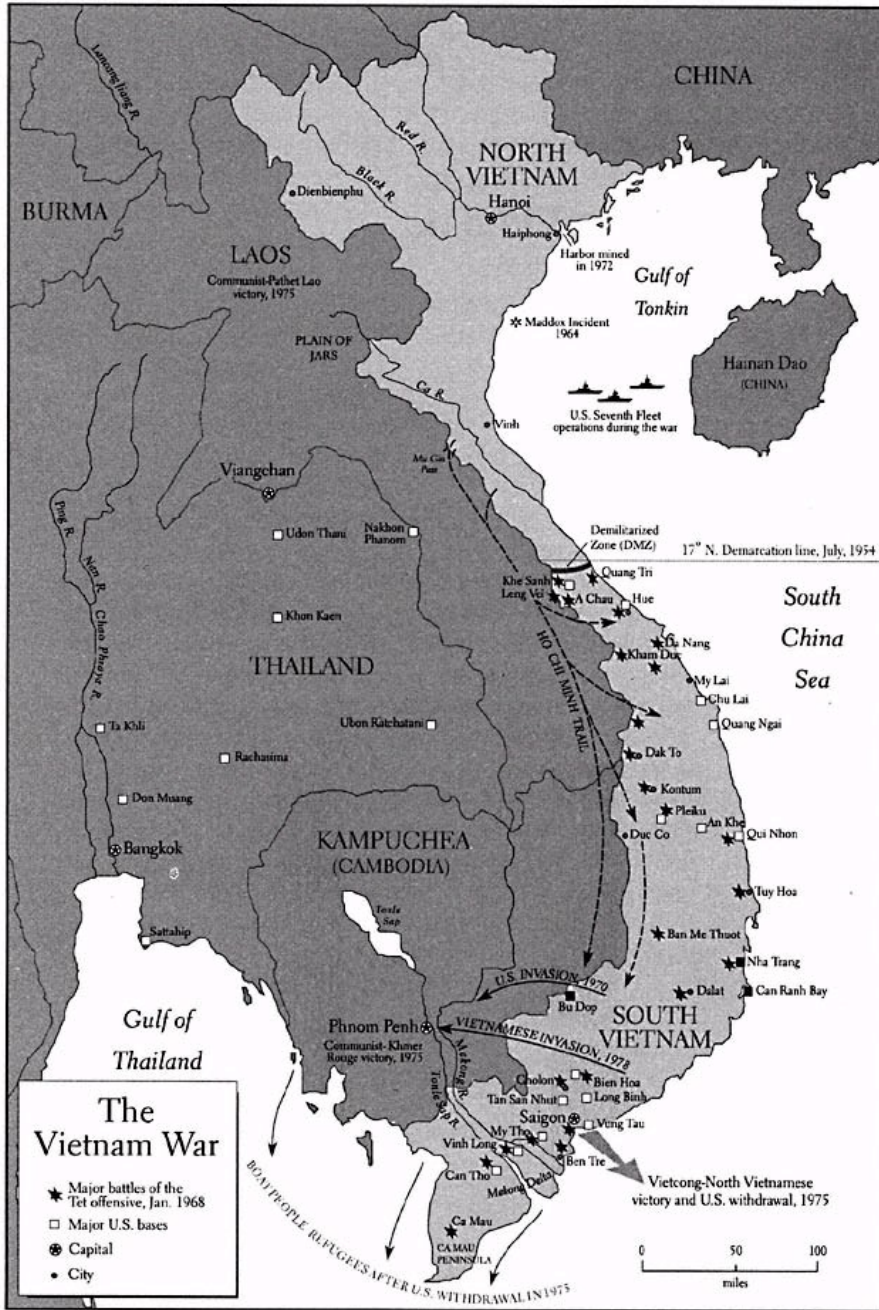 CHINA
Lancang Jiang R.
Red R.
Black R.
NORTH
VIETNAM
Hanoi
Dienbienphu
BURMA
Haiphong
Harbor mined
in 1972
LAOS
Communist-Pathet Lao
victory, 1975
Gulf of
Tonkin
Maddox Incident
1964
PLAIN OF
JARS
Hainan Dao
(CHINA)
Ca R.
U.S. Seventh Fleet
operations during the war
Vinh
Mu Gia
Pass
Viangchan
Ping R.
Nan R.
Udon Thani
Nakhon
Phanom
Demilitarized
Zone (DMZ)
17° N. Demarcation line, July, 1954
Khe Sanh
Quang Tri
Leng Vei
A Chau
Hue
Khon Kaen
South
China
Sea
Chao Phraya R.
HO CHI MINH TRAIL
Da Nang
Kham Duc
THAILAND
My Lai
Chu Lai
Ta Khli
Ubon Ratchatani
Quang Ngai
Rachasima
Dak To
Kontum
Don Muang
Pleiku
An Khe
Bangkok
KAMPUCHEA
(CAMBODIA)
Duc Co
Qui Nhon
Tonle
Sap
Tuy Hoa
Sattahip
Ban Me Thuot
Nha Trang
U.S. INVASION, 1970
Dalat
Can Ranh Bay
Bu Dop
Gulf of
Thailand
SOUTH
VIETNAM
Phnom Penh
Communist-Khmer
Rouge victory, 1975
VIETNAMESE INVASION, 1978
Mekong R.
Tonle Sap R.
Cholon
Bien Hoa
Tan San Nhut
Long Binh
Saigon
Vung Tau
My Tho
Vinh Long
Ben Tre
Can Tho
Mekong Delta
Vietcong-North Vietnamese
victory and U.S. withdrawal, 1975
Ca Mau
CA MAU
PENINSULA
BOAT PEOPLE REFUGEES AFTER U.S. WITHDRAWAL IN 1975
The
Vietnam War
Major battles of the
Tet offensive, Jan. 1968
Major U.S. bases
Capital
City
0 50 100
miles